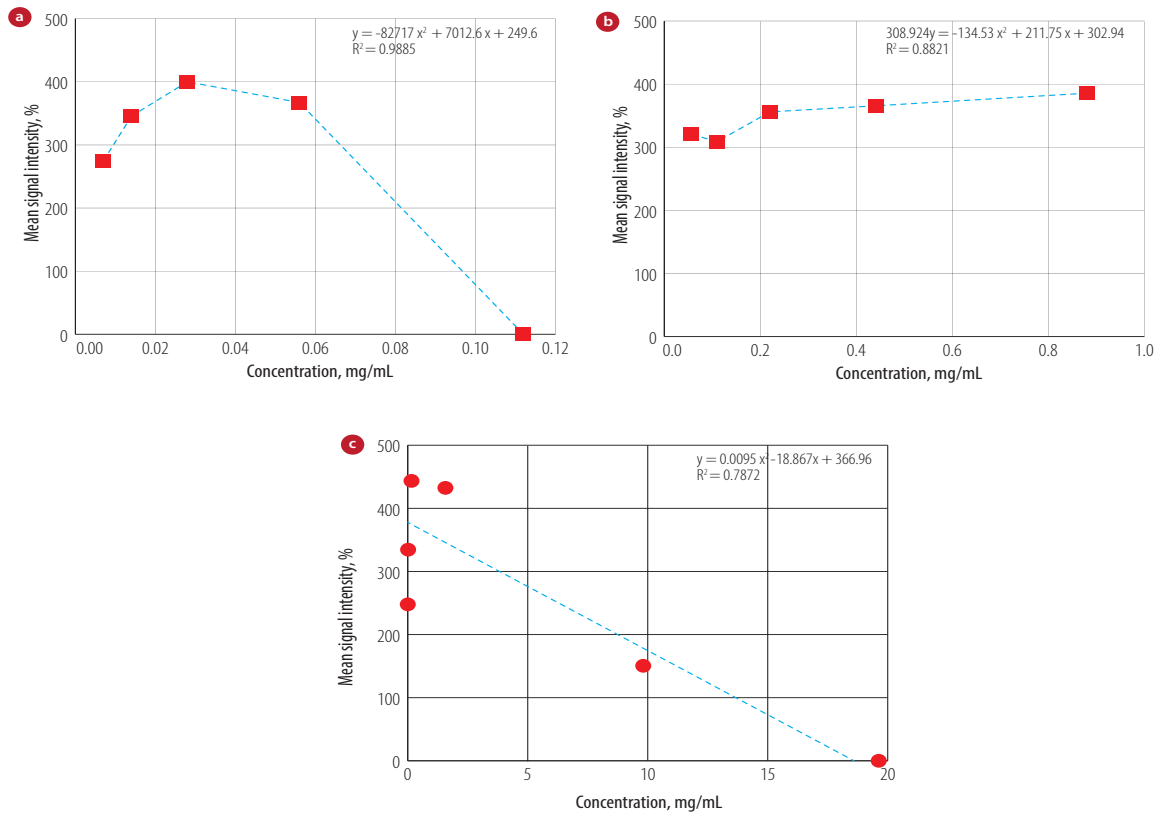 a
y = -82717 x² + 7012.6 x + 249.6
R² = 0.9885
500
400
300
200
100
0
Mean signal intensity, %
0.00 0.02 0.04 0.06 0.08 0.10 0.12
Concentration, mg/mL
b
308.924y = -134.53 x² + 211.75 x + 302.94
R² = 0.8821
500
400
300
200
100
0
Mean signal intensity, %
0.0 0.2 0.4 0.6 0.8 1.0
Concentration, mg/mL
c
y = 0.0095 x² -18.867x + 366.96
R² = 0.7872
500
400
300
200
100
0
Mean signal intensity, %
0 5 10 15 20
Concentration, mg/mL